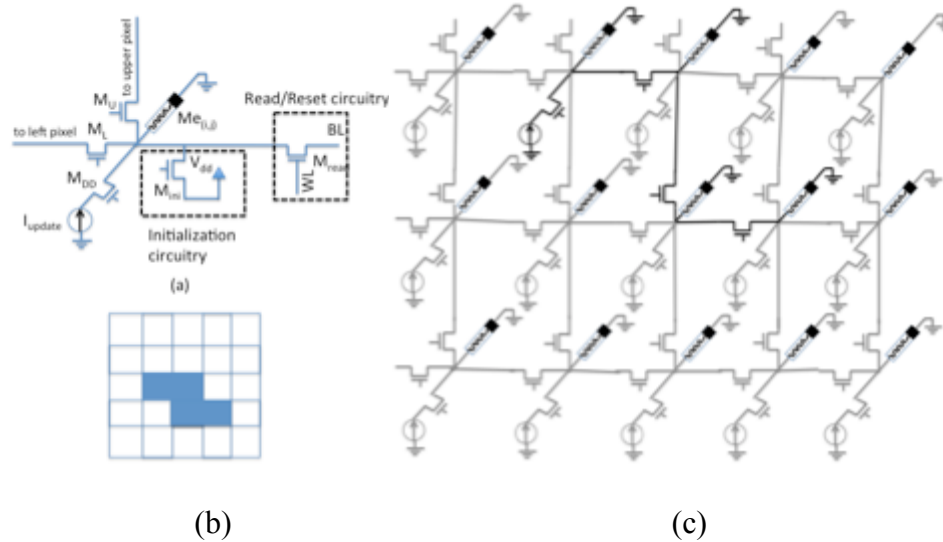 to upper pixel
M_U
Me_(i,j)
Read/Reset circuitry
to left pixel
M_L
BL
M_DD
V_dd
M_ini
M_read
WL
I_update
Initialization
circuitry
(a)
(b)
(c)